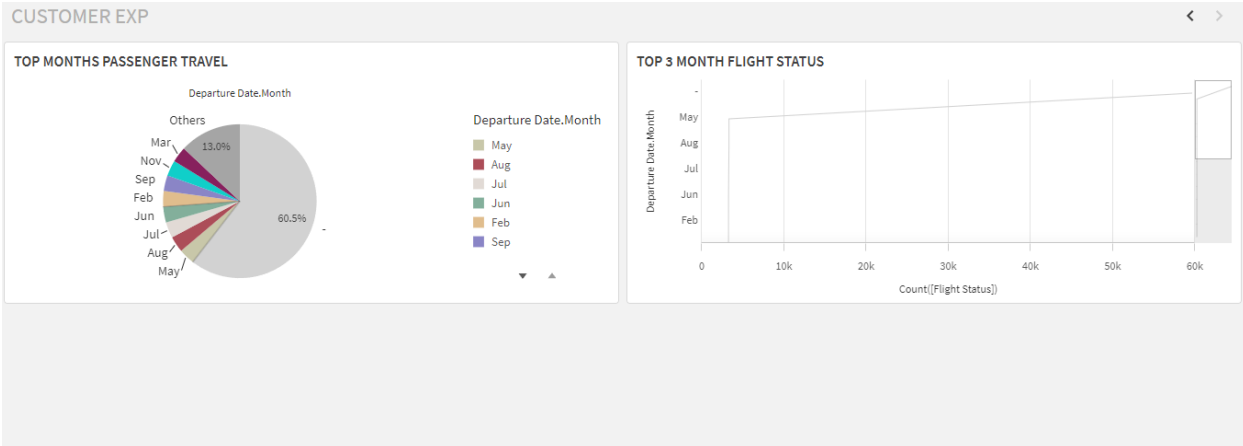 CUSTOMER EXP
TOP MONTHS PASSENGER TRAVEL
Departure Date.Month
Others
13.0%
Mar
Nov
Sep
Feb
Jun
Jul
Aug
May
60.5%
-
Departure Date.Month
May
Aug
Jul
Jun
Feb
Sep
TOP 3 MONTH FLIGHT STATUS
Departure Date.Month
-
May
Aug
Jul
Jun
Feb
0 10k 20k 30k 40k 50k 60k
Count([Flight Status])